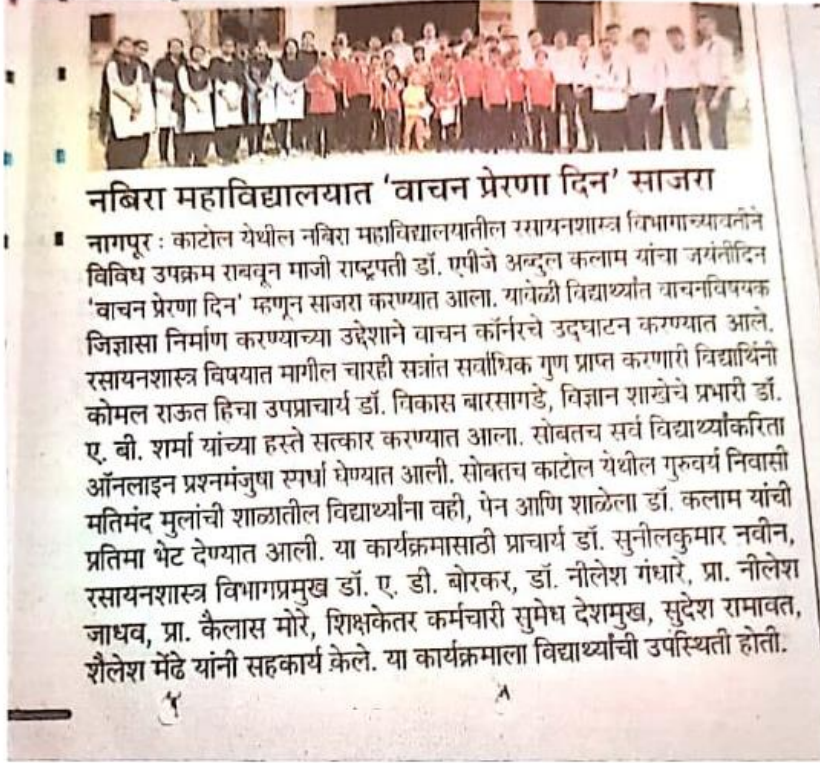 नबिरा महाविद्यालयात ‘वाचन प्रेरणा दिन’ साजरा
नागपूर : काटोल येथील नबिरा महाविद्यालयातील रसायनशास्त्र विभागाच्यावतीने
विविध उपक्रम राबवून माजी राष्ट्रपती डॉ. एपीजे अब्दुल कलाम यांचा जयंतीदिन
‘वाचन प्रेरणा दिन’ म्हणून साजरा करण्यात आला. यावेळी विद्यार्थ्यांत वाचनविषयक
जिज्ञासा निर्माण करण्याच्या उद्देशाने वाचन कॉर्नरचे उद्घाटन करण्यात आले.
रसायनशास्त्र विषयात मागील चारही सत्रांत सर्वाधिक गुण प्राप्त करणारी विद्यार्थिनी
कोमल राऊत हिचा उपप्राचार्य डॉ. विकास बारसागडे, विज्ञान शाखेचे प्रभारी डॉ.
ए. बी. शर्मा यांच्या हस्ते सत्कार करण्यात आला. सोबतच सर्व विद्यार्थ्यांकरिता
ऑनलाइन प्रश्नमंजुषा स्पर्धा घेण्यात आली. सोबतच काटोल येथील गुरुवर्य निवासी
मतिमंद मुलांची शाळातील विद्यार्थ्यांना वही, पेन आणि शाळेला डॉ. कलाम यांची
प्रतिमा भेट देण्यात आली. या कार्यक्रमासाठी प्राचार्य डॉ. सुनीलकुमार नवीन,
रसायनशास्त्र विभागप्रमुख डॉ. ए. डी. बोरकर, डॉ. नीलेश गंधारे, प्रा. नीलेश
जाधव, प्रा. कैलास मोरे, शिक्षकेतर कर्मचारी सुमेध देशमुख, सुदेश रामावत,
शैलेश मेंढे यांनी सहकार्य केले. या कार्यक्रमाला विद्यार्थ्यांची उपस्थिती होती.